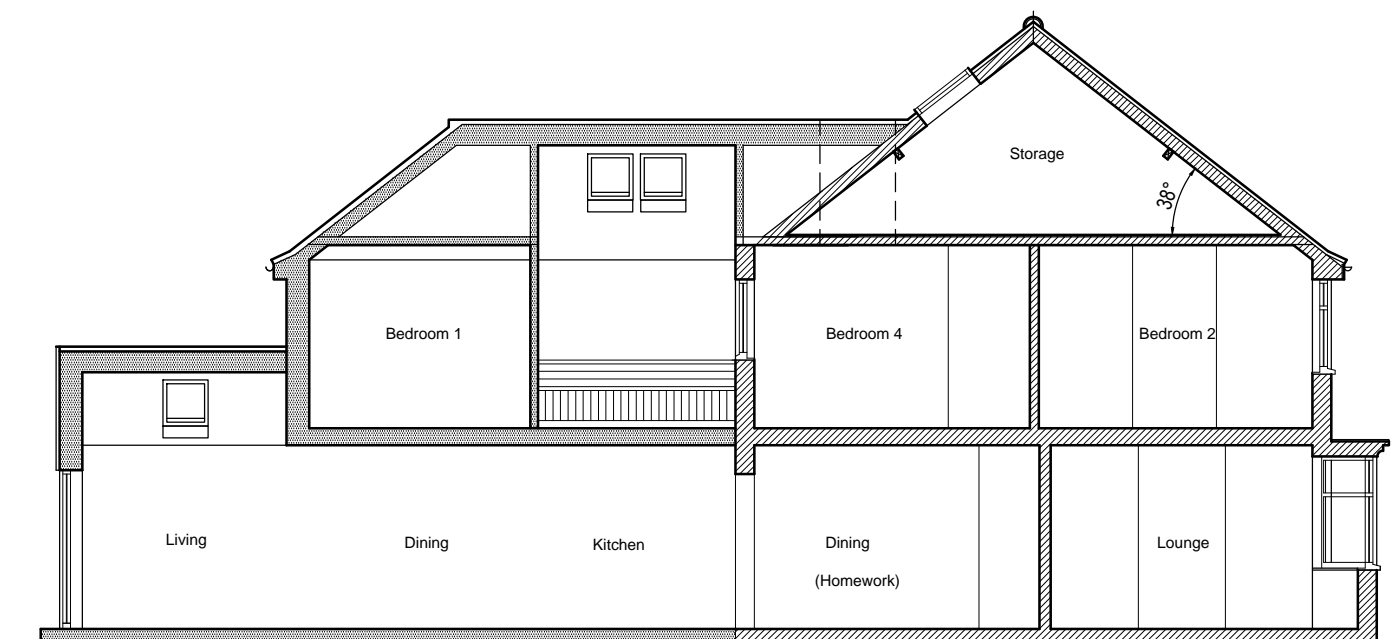 Storage
38°
Bedroom 1
Bedroom 4
Bedroom 2
Living
Dining
Kitchen
Dining
(Homework)
Lounge